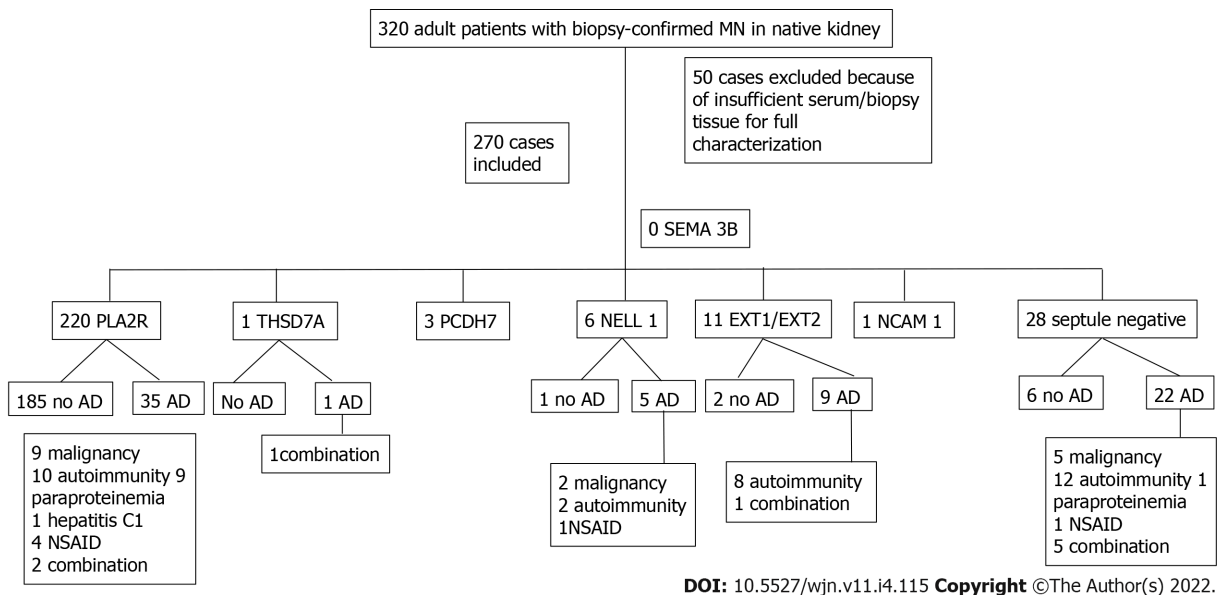 320 adult patients with biopsy-confirmed MN in native kidney
50 cases excluded because
of insufficient serum/biopsy
tissue for full
characterization
270 cases
included
0 SEMA 3B
220 PLA2R
1 THSD7A
3 PCDH7
6 NELL 1
11 EXT1/EXT2
1 NCAM 1
28 septule negative
185 no AD
35 AD
No AD
1 AD
1 no AD
5 AD
2 no AD
9 AD
6 no AD
22 AD
9 malignancy
10 autoimmunity 9
paraproteinemia
1 hepatitis C1
4 NSAID
2 combination
1combination
2 malignancy
2 autoimmunity
1NSAID
8 autoimmunity
1 combination
5 malignancy
12 autoimmunity 1
paraproteinemia
1 NSAID
5 combination
DOI: 10.5527/wjn.v11.i4.115 Copyright ©The Author(s) 2022.